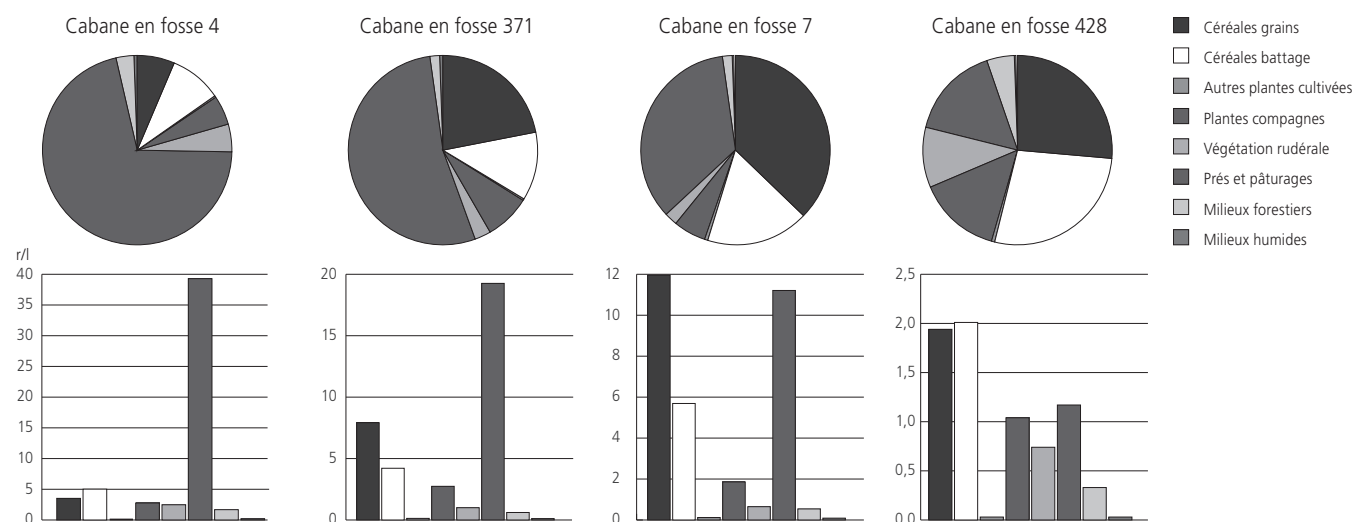 Cabane en fosse 4
Cabane en fosse 371
Cabane en fosse 7
Cabane en fosse 428
Céréales grains
Céréales battage
Autres plantes cultivées
Plantes compagnes
Végétation rudérale
Prés et pâturages
Milieux forestiers
Milieux humides
r/l
40
35
30
25
20
15
10
5
0
20
15
10
5
0
12
10
8
6
4
2
0
2,5
2,0
1,5
1,0
0,5
0,0